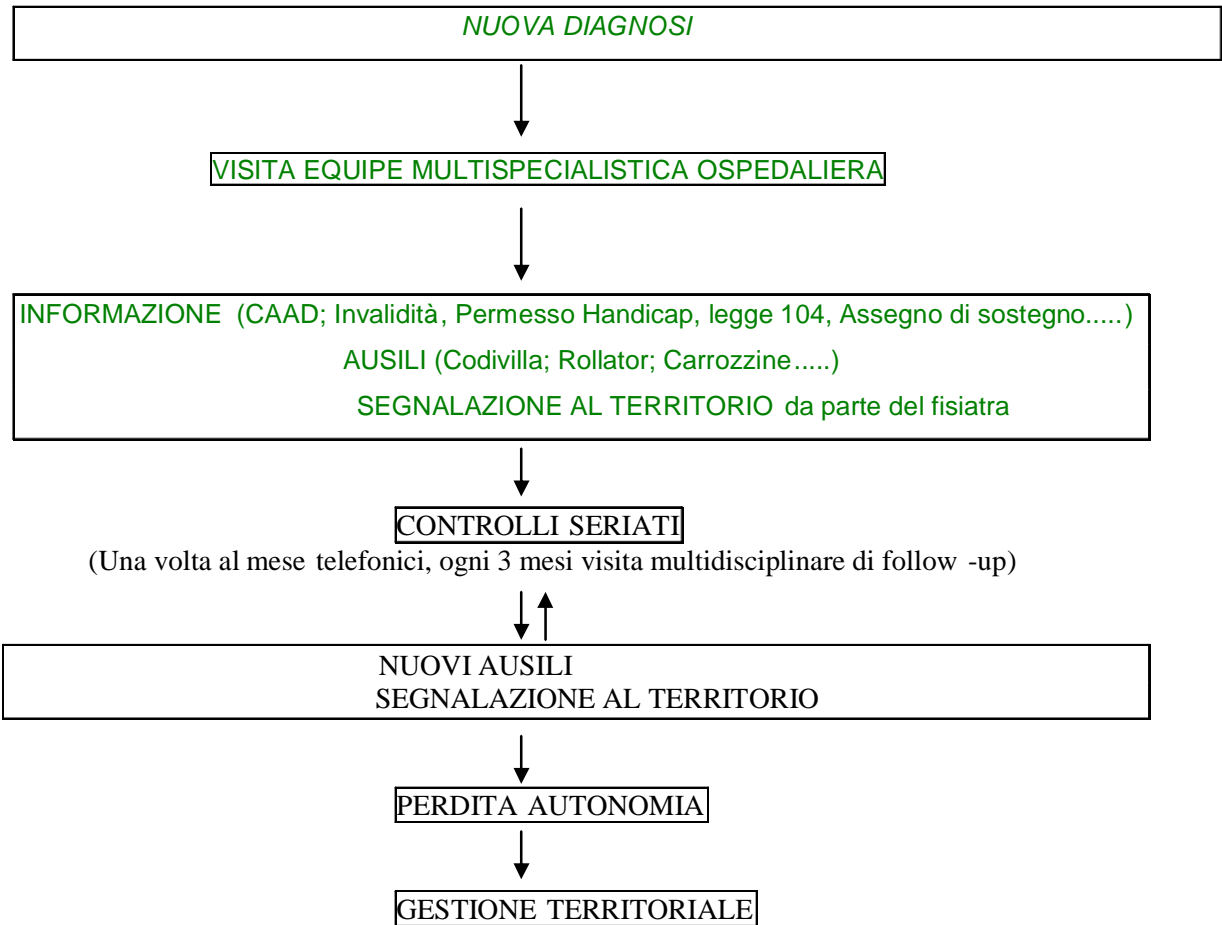 NUOVA DIAGNOSI
VISITA EQUIPE MULTISPECIALISTICA OSPEDALIERA
INFORMAZIONE (CAAD; Invalidità, Permesso Handicap, legge 104, Assegno di sostegno.....)
AUSILI (Codivilla; Rollator; Carrozzine.....)
SEGNALAZIONE AL TERRITORIO da parte del fisiatra
CONTROLLI SERIATI
(Una volta al mese telefonici, ogni 3 mesi visita multidisciplinare di follow -up)
NUOVI AUSILI
SEGNALAZIONE AL TERRITORIO
PERDITA AUTONOMIA
GESTIONE TERRITORIALE